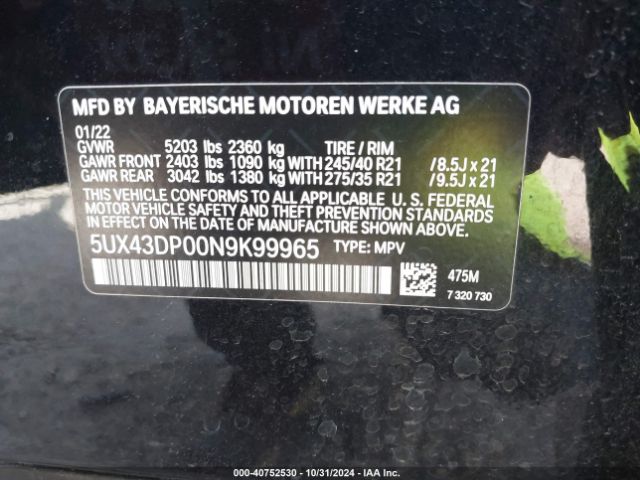 MFD BY BAYERISCHE MOTOREN WERKE AG
01/22
GVWR 5203 lbs 2360 kg TIRE / RIM
GAWR FRONT 2403 lbs 1090 kg WITH 245/40 R21 /8.5J x 21
GAWR REAR 3042 lbs 1380 kg WITH 275/35 R21 /9.5J x 21
THIS VEHICLE CONFORMS TO ALL APPLICABLE U. S. FEDERAL
MOTOR VEHICLE SAFETY AND THEFT PREVENTION STANDARDS
IN EFFECT ON THE DATE OF MANUFACTURE SHOWN ABOVE.
5UX43DP00N9K99965 TYPE: MPV
475M
7 320 730
000-40752530 - 10/31/2024 - IAA Inc.